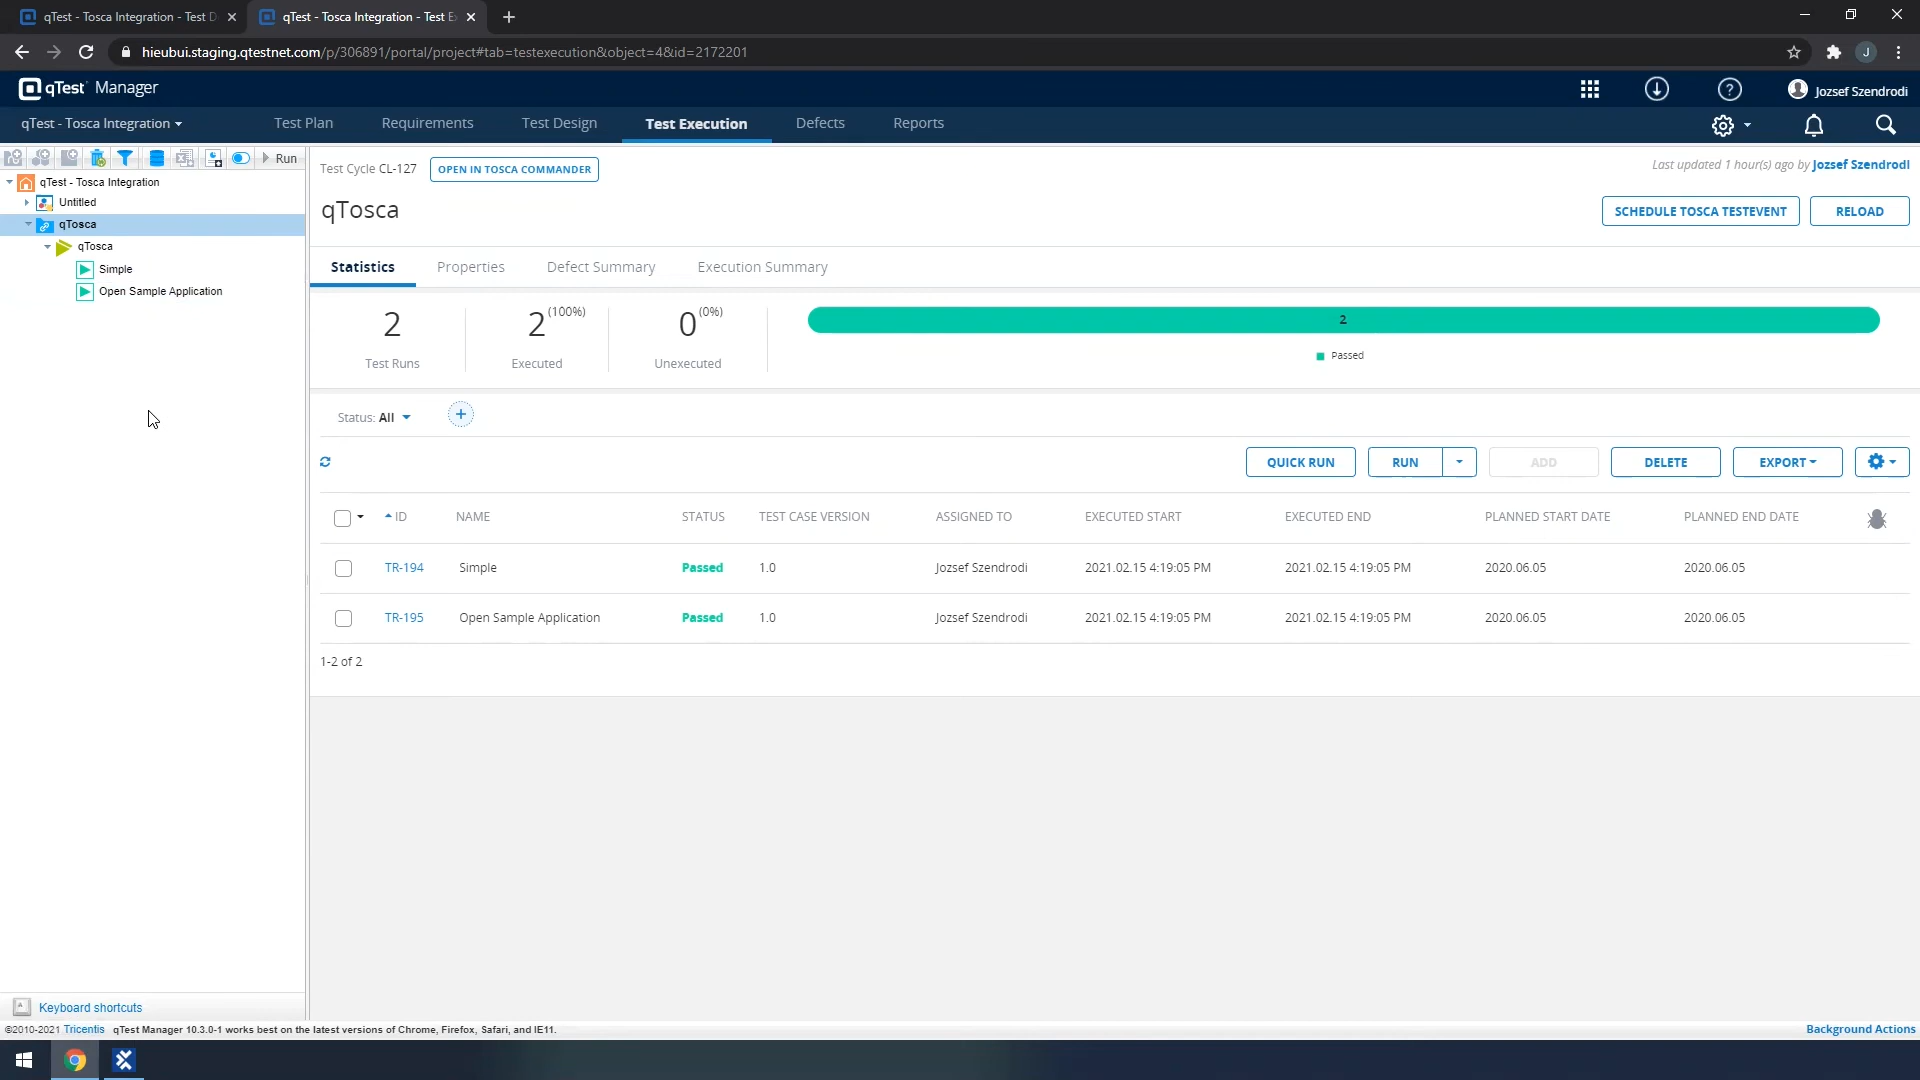 qTest - Tosca Integration - Test D
qTest - Tosca Integration - Test E
hieubui.staging.qtestnet.com/p/306891/portal/project#tab=testexecution&object=4&id=2172201
J
qTest Manager
Jozsef Szendrodi
qTest - Tosca Integration
Test Plan
Requirements
Test Design
Test Execution
Defects
Reports
Run
qTest - Tosca Integration
Untitled
qTosca
qTosca
Simple
Open Sample Application
Test Cycle CL-127
OPEN IN TOSCA COMMANDER
Last updated 1 hour(s) ago by Jozsef Szendrodi
qTosca
SCHEDULE TOSCA TESTEVENT
RELOAD
Statistics
Properties
Defect Summary
Execution Summary
2
Test Runs
2 (100%)
Executed
0 (0%)
Unexecuted
2
Passed
Status: All
QUICK RUN
RUN
ADD
DELETE
EXPORT
ID NAME STATUS TEST CASE VERSION ASSIGNED TO EXECUTED START EXECUTED END PLANNED START DATE PLANNED END DATE
TR-194 Simple Passed 1.0 Jozsef Szendrodi 2021.02.15 4:19:05 PM 2021.02.15 4:19:05 PM 2020.06.05 2020.06.05
TR-195 Open Sample Application Passed 1.0 Jozsef Szendrodi 2021.02.15 4:19:05 PM 2021.02.15 4:19:05 PM 2020.06.05 2020.06.05
1-2 of 2
Keyboard shortcuts
©2010-2021 Tricentis qTest Manager 10.3.0-1 works best on the latest versions of Chrome, Firefox, Safari, and IE11.
Background Actions